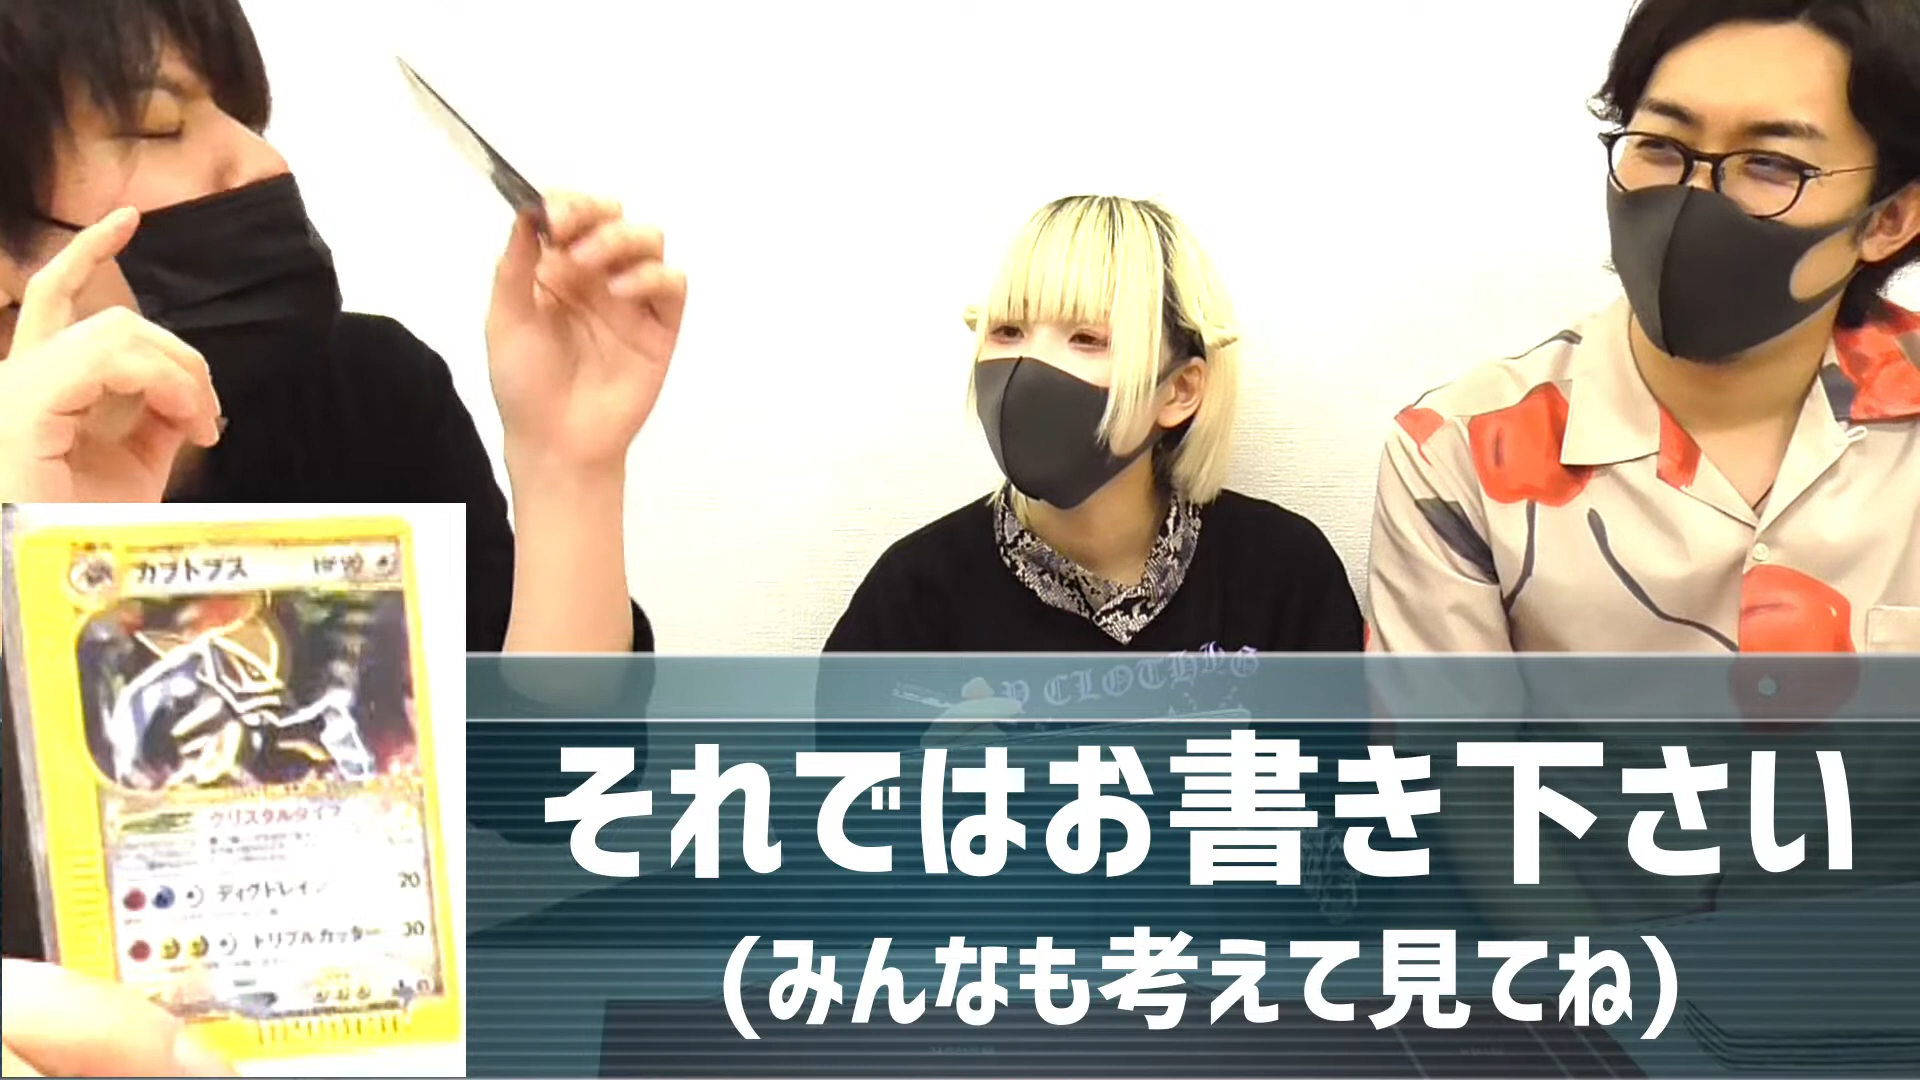 カブトプス
クリスタルタイプ
ディグドレイン 20
トリプルカッター 30
それではお書き下さい
(みんなも考えて見てね)